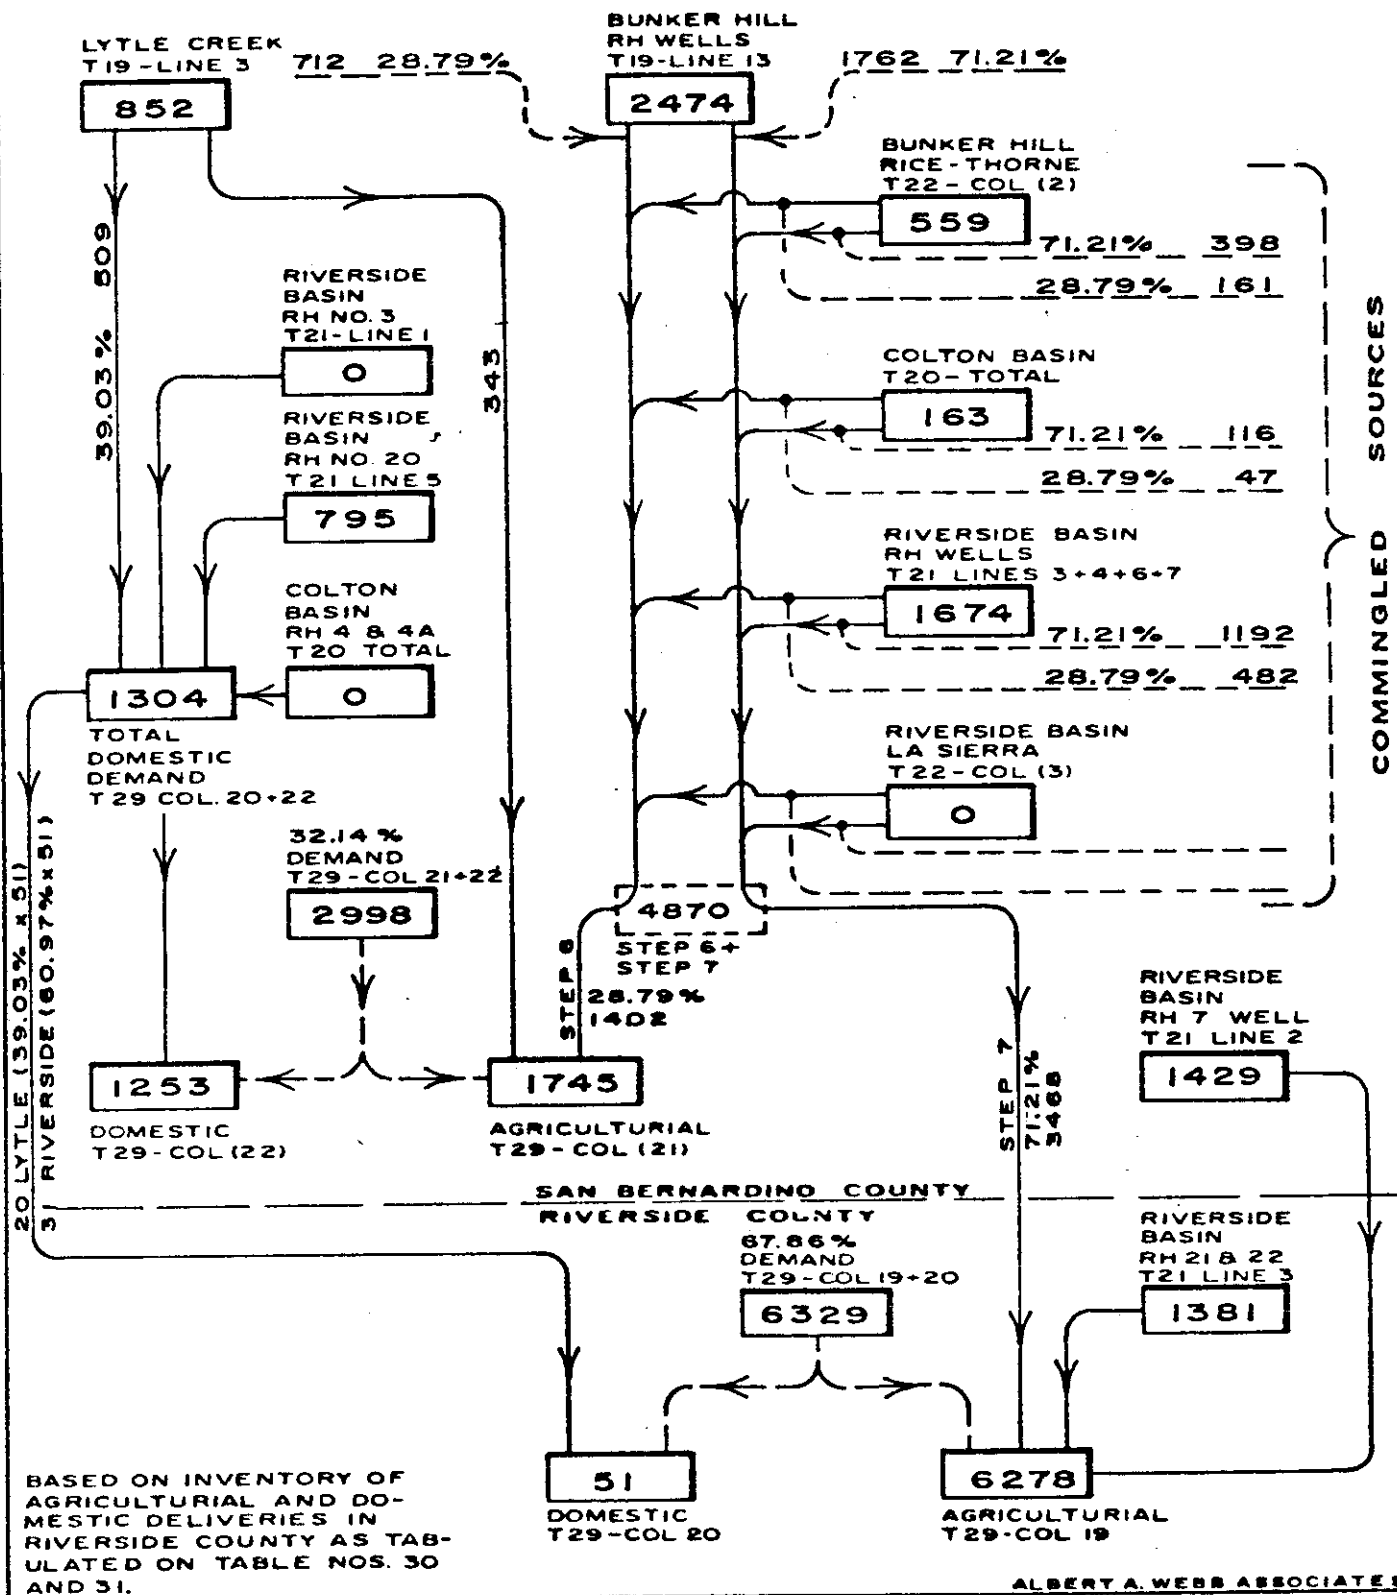 BUNKER HILL
RH WELLS
T19-LINE 13
2474
LYTLE CREEK
T19-LINE 3
852
712 28.79%
1762 71.21%
BUNKER HILL
RICE-THORNE
T22-COL (2)
559
71.21% 398
28.79% 161
39.03% 509
343
RIVERSIDE
BASIN
RH NO. 3
T21-LINE 1
0
RIVERSIDE
BASIN
RH NO. 20
T21 LINE 5
795
COLTON
BASIN
RH 4 & 4A
T20 TOTAL
0
COLTON BASIN
T20-TOTAL
163
71.21% 116
28.79% 47
RIVERSIDE BASIN
RH WELLS
T21 LINES 3+4+6+7
1674
71.21% 1192
28.79% 482
RIVERSIDE BASIN
LA SIERRA
T22-COL (3)
0
COMMINGLED SOURCES
1304
TOTAL
DOMESTIC
DEMAND
T29 COL. 20+22
20 LYTLE (39.03% x 51)
31 RIVERSIDE (60.97% x 51)
32.14%
DEMAND
T29-COL 21+22
2998
4870
STEP 6+
STEP 7
STEP 6
28.79%
1402
1253
DOMESTIC
T29-COL (22)
1745
AGRICULTURIAL
T29-COL (21)
STEP 7
71.21%
3468
RIVERSIDE
BASIN
RH 7 WELL
T21 LINE 2
1429
SAN BERNARDINO COUNTY
RIVERSIDE COUNTY
67.86%
DEMAND
T29-COL 19+20
6329
RIVERSIDE
BASIN
RH 21 & 22
T21 LINE 3
1381
51
DOMESTIC
T29-COL 20
6278
AGRICULTURIAL
T29-COL 19
BASED ON INVENTORY OF
AGRICULTURIAL AND DO-
MESTIC DELIVERIES IN
RIVERSIDE COUNTY AS TAB-
ULATED ON TABLE NOS. 30
AND 31.
ALBERT A. WEBB ASSOCIATES